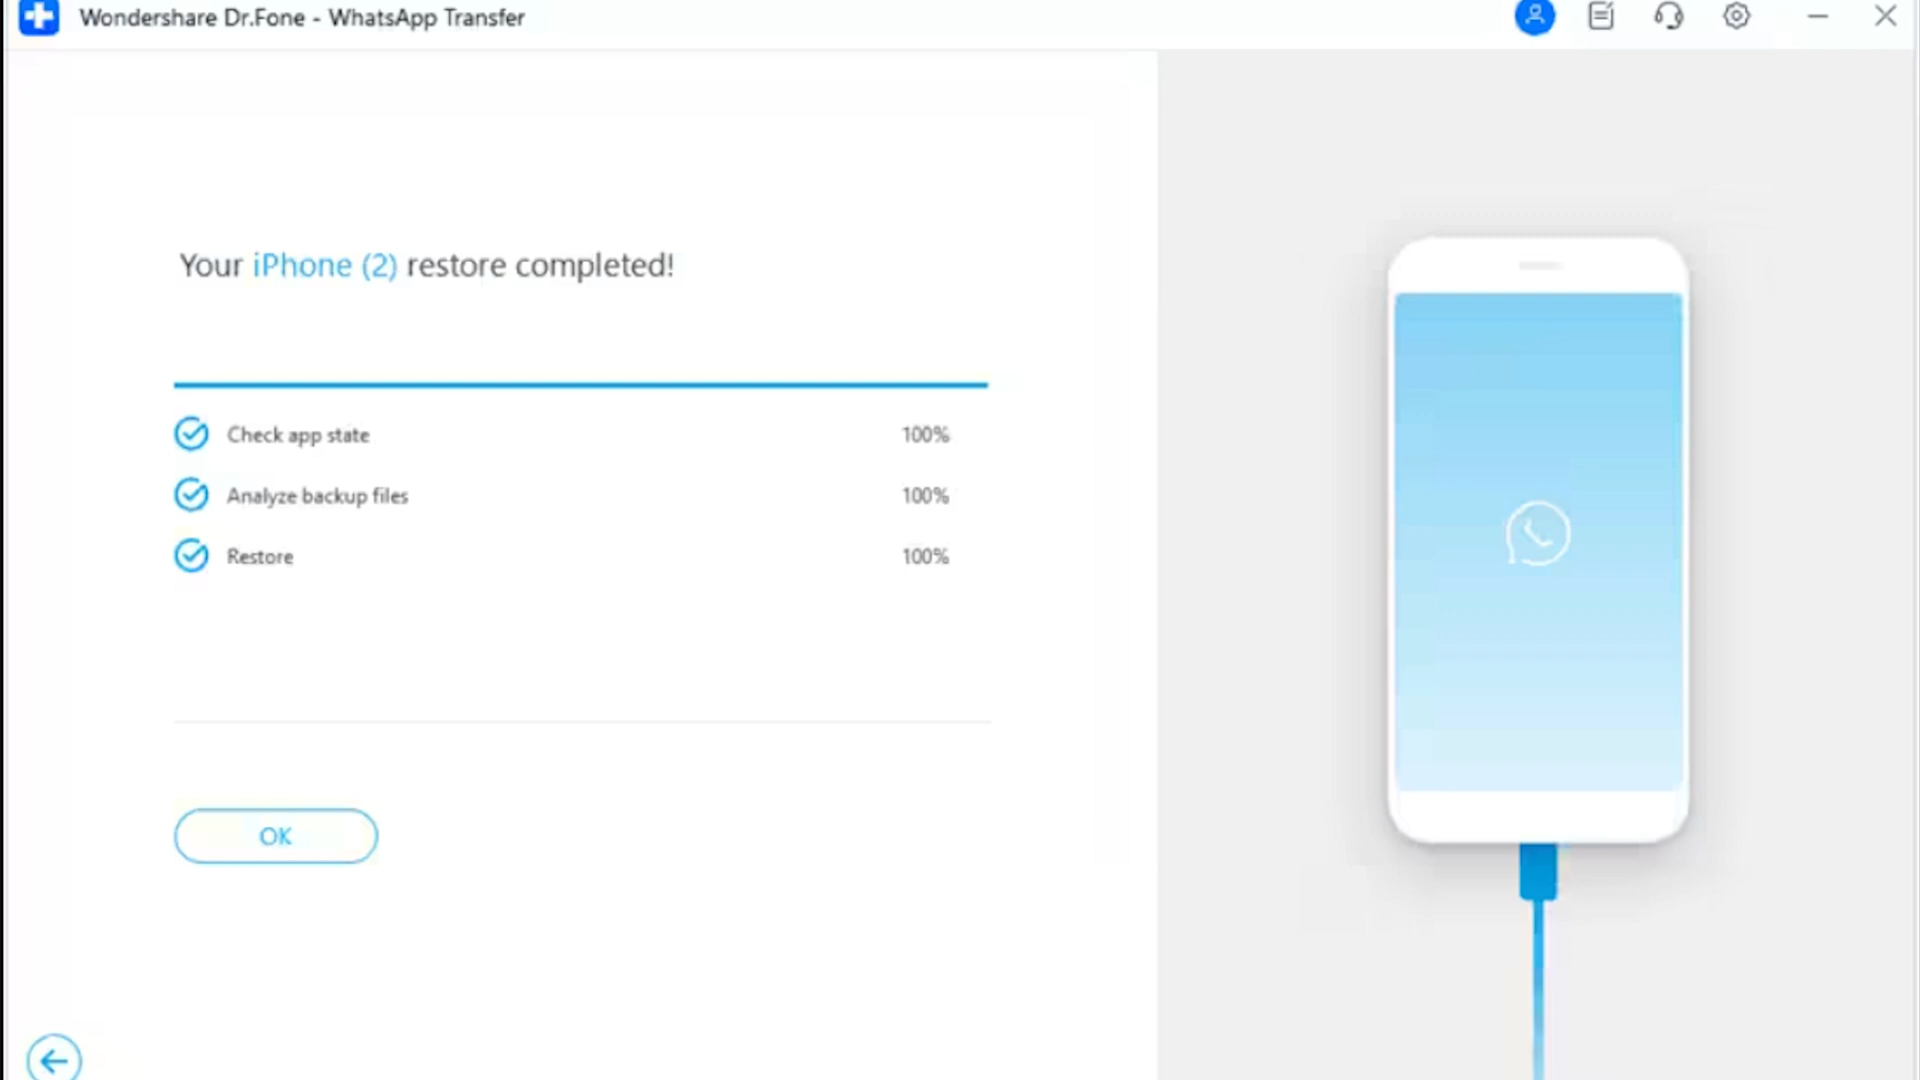 Wondershare Dr.Fone - WhatsApp Transfer
Your iPhone (2) restore completed!
Check app state 100%
Analyze backup files 100%
Restore 100%
OK